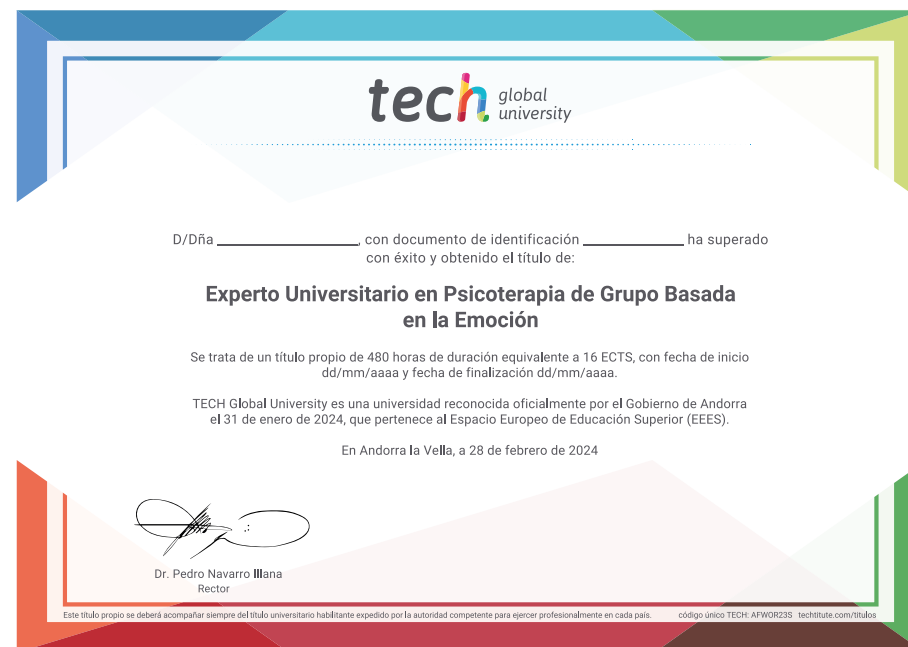 tech global university
D/Dña ______________, con documento de identificación ______________ ha superado
con éxito y obtenido el título de:
Experto Universitario en Psicoterapia de Grupo Basada
en la Emoción
Se trata de un título propio de 480 horas de duración equivalente a 16 ECTS, con fecha de inicio
dd/mm/aaaa y fecha de finalización dd/mm/aaaa.
TECH Global University es una universidad reconocida oficialmente por el Gobierno de Andorra
el 31 de enero de 2024, que pertenece al Espacio Europeo de Educación Superior (EEES).
En Andorra la Vella, a 28 de febrero de 2024
Dr. Pedro Navarro Illana
Rector
Este título propio se deberá acompañar siempre del título universitario habilitante expedido por la autoridad competente para ejercer profesionalmente en cada país. código único TECH: AFWOR23S techtitute.com/titulos